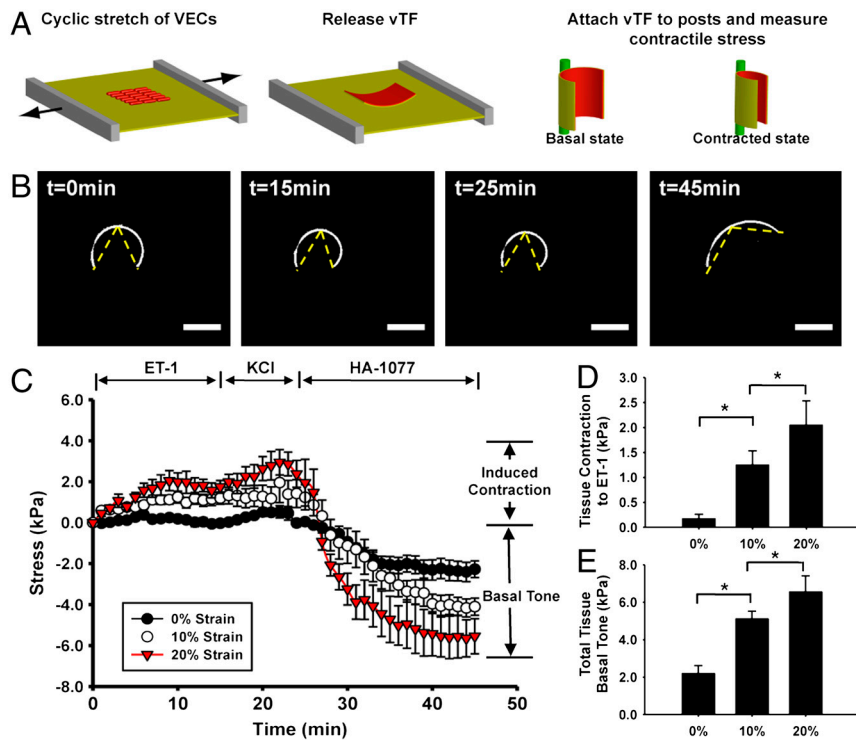 A
Cyclic stretch of VECs
Release vTF
Attach vTF to posts and measure
contractile stress
Basal state
Contracted state
B
t=0min
t=15min
t=25min
t=45min
C
ET-1
KCl
HA-1077
6.0
4.0
2.0
0.0
-2.0
-4.0
-6.0
-8.0
Stress (kPa)
0% Strain
10% Strain
20% Strain
0
10
20
30
40
50
Time (min)
Induced
Contraction
Basal Tone
D
Tissue Contraction
to ET-1 (kPa)
3.0
2.5
2.0
1.5
1.0
0.5
0.0
*
*
0%
10%
20%
E
Total Tissue
Basal Tone (kPa)
8.0
6.0
4.0
2.0
0.0
*
*
0%
10%
20%